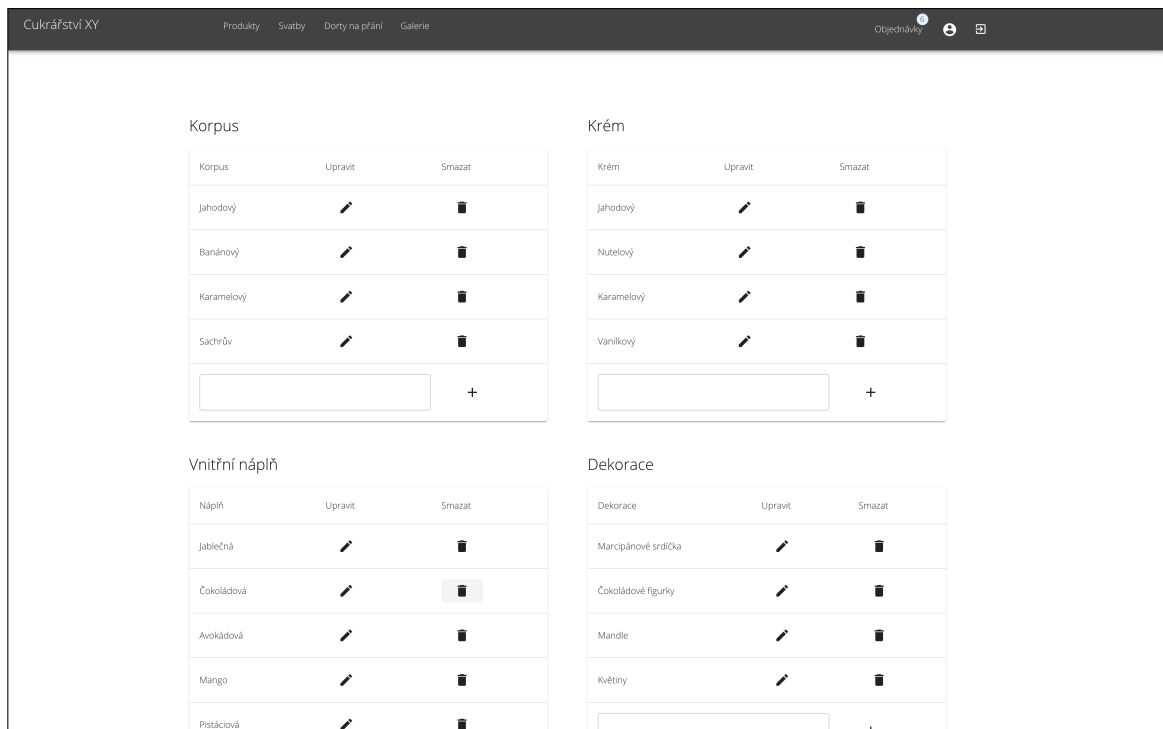 Cukrářství XY
Produkty Svatby Dorty na přání Galerie
Objednávky 6
Korpus
Korpus Upravit Smazat
Jahodový
Banánový
Karamelový
Sachrův
Krém
Krém Upravit Smazat
Jahodový
Nutelový
Karamelový
Vanilkový
Vnitřní náplň
Náplň Upravit Smazat
Jablečná
Čokoládová
Avokádová
Mango
Pistáciová
Dekorace
Dekorace Upravit Smazat
Marcipánové srdíčka
Čokoládové figurky
Mandle
Květiny